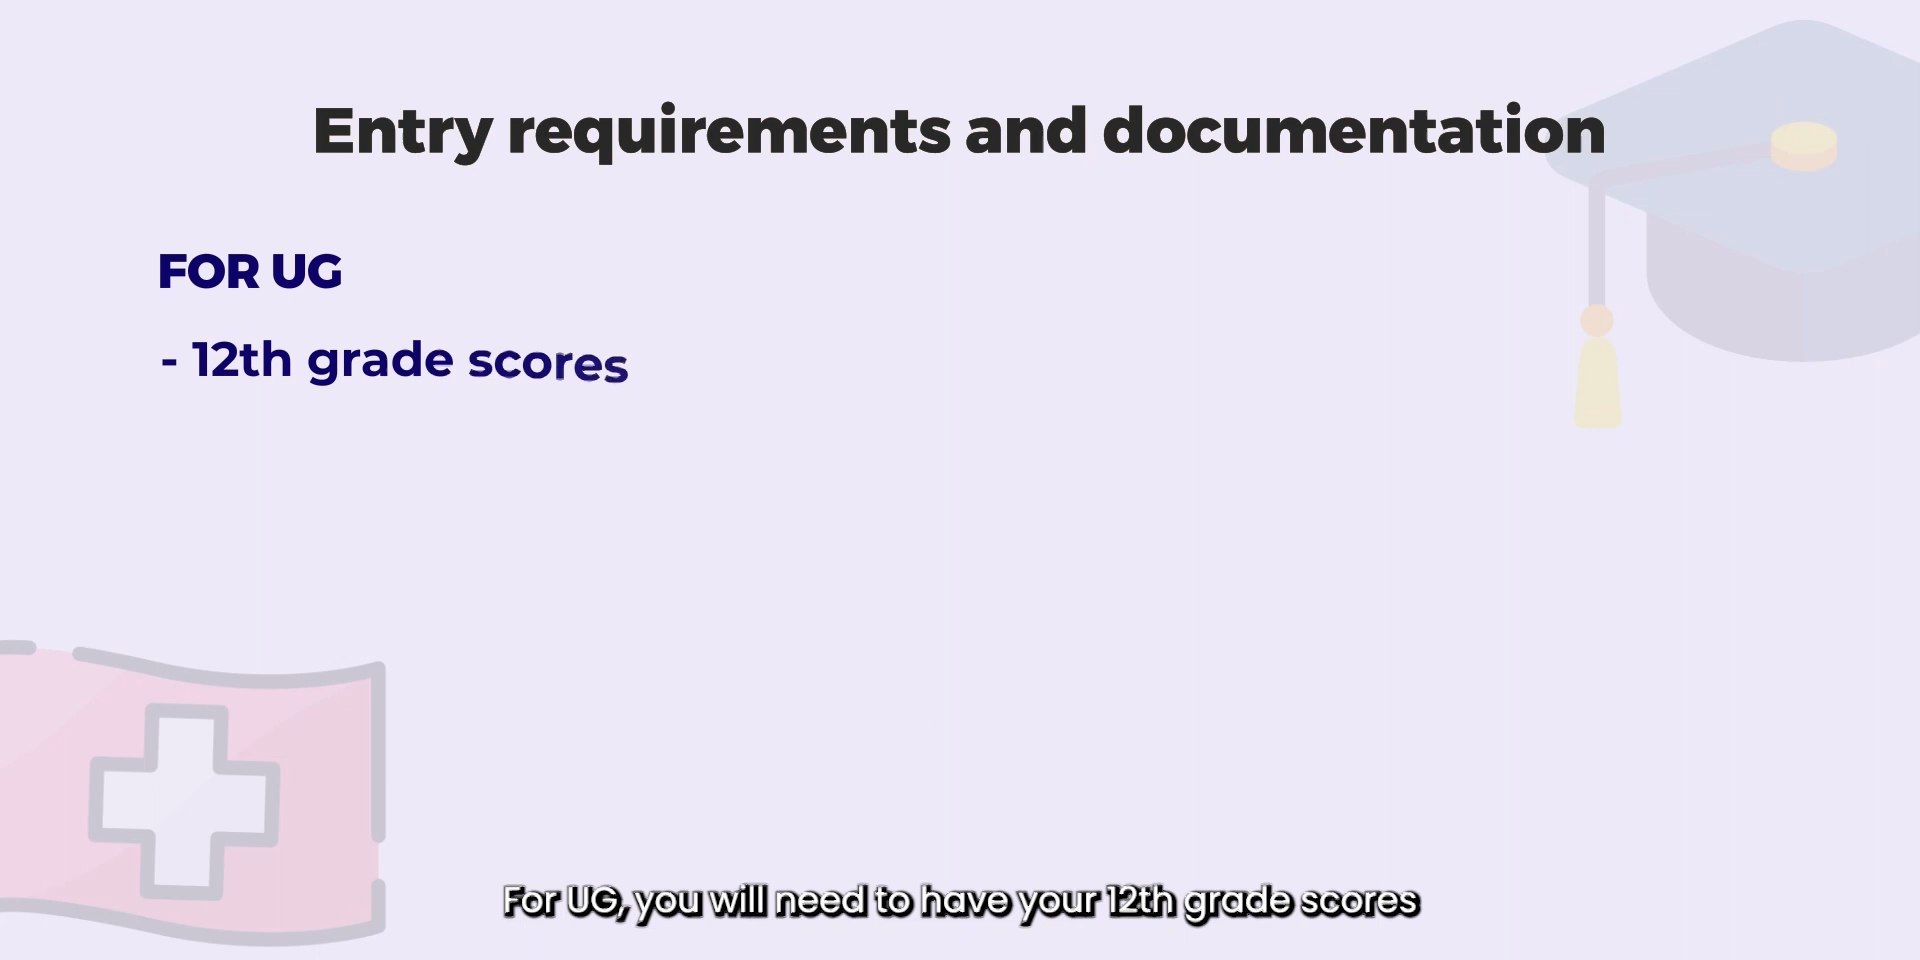 Entry requirements and documentation
FOR UG
- 12th grade scores
For UG, you will need to have your 12th grade scores